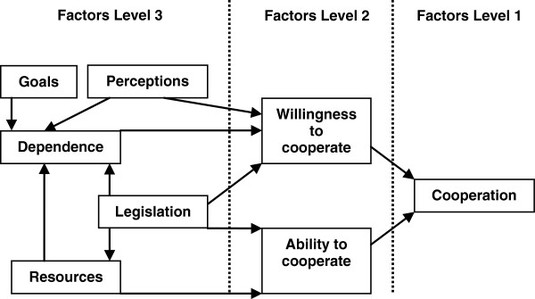 Factors Level 3
Factors Level 2
Factors Level 1
Goals
Perceptions
Dependence
Willingness
to
cooperate
Cooperation
Legislation
Ability to
cooperate
Resources